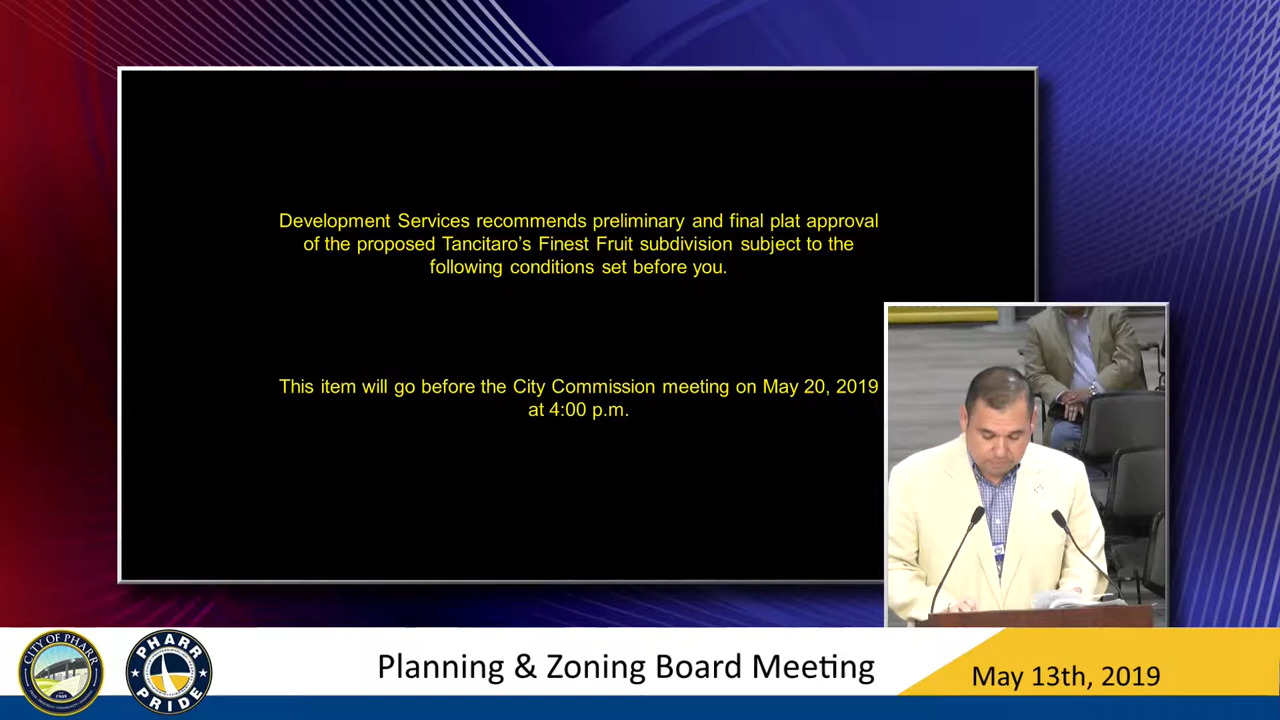 Development Services recommends preliminary and final plat approval
of the proposed Tancitaro's Finest Fruit subdivision subject to the
following conditions set before you.
This item will go before the City Commission meeting on May 20, 2019
at 4:00 p.m.
CITY OF PHARR
PHARR
PRIDE
Planning & Zoning Board Meeting
May 13th, 2019